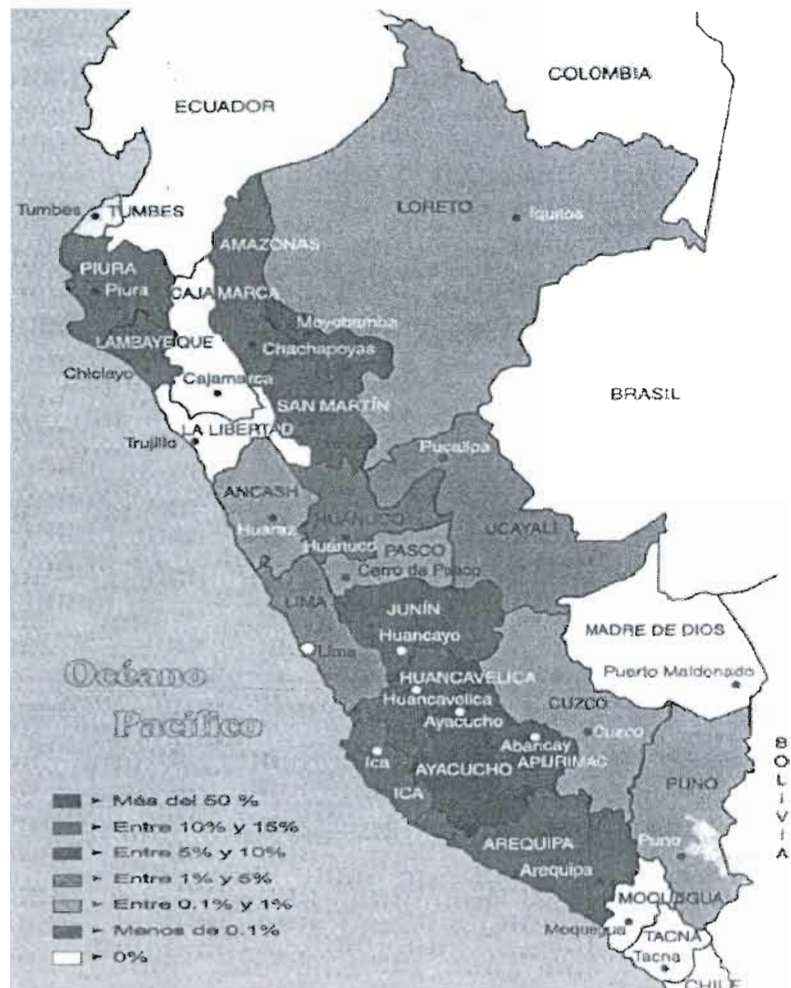 COLOMBIA
ECUADOR
LORETO
Iquitos
Tumbes
TUMBES
AMAZONAS
PIURA
Piura
CAJAMARCA
Moyobamba
LAMBAYEQUE
Chachapoyas
Chiclayo
Cajamarca
BRASIL
SAN MARTÍN
LA LIBERTAD
Trujillo
Pucallpa
ANCASH
HUÁNUCO
UCAYALI
Huaraz
Huánuco
PASCO
Cerro de Pasco
LIMA
JUNÍN
MADRE DE DIOS
Huancayo
Lima
Puerto Maldonado
Océano
Pacífico
HUANCAVELICA
Huancavelica
CUZCO
Ayacucho
Cuzco
Abancay
Ica
AYACUCHO
APURIMAC
ICA
PUNO
BOLIVIA
AREQUIPA
Puno
Arequipa
MOQUEGUA
Moquegua
TACNA
Tacna
CHILE
Más del 50 %
Entre 10% y 15%
Entre 5% y 10%
Entre 1% y 5%
Entre 0.1% y 1%
Menos de 0.1%
0%